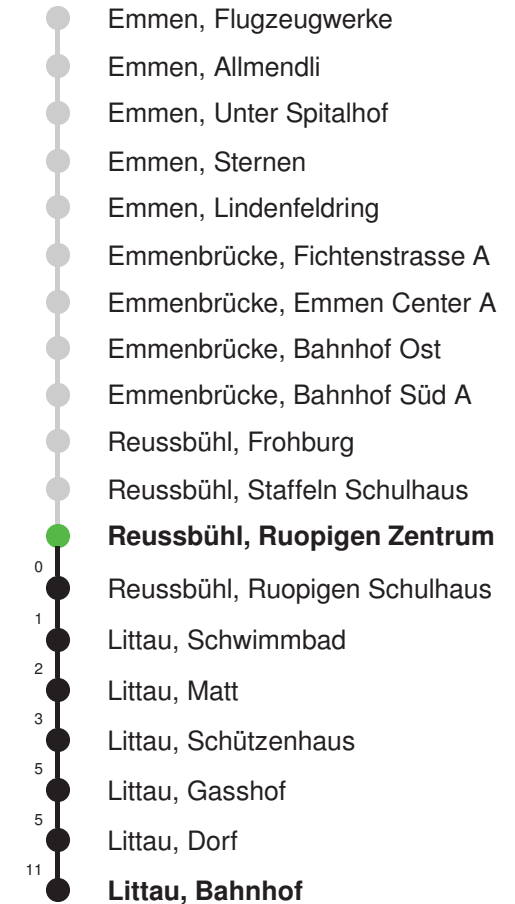 Emmen, Flugzeugwerke
Emmen, Allmendli
Emmen, Unter Spitalhof
Emmen, Sternen
Emmen, Lindenfeldring
Emmenbrücke, Fichtenstrasse A
Emmenbrücke, Emmen Center A
Emmenbrücke, Bahnhof Ost
Emmenbrücke, Bahnhof Süd A
Reussbühl, Frohburg
Reussbühl, Staffeln Schulhaus
Reussbühl, Ruopigen Zentrum
0 Reussbühl, Ruopigen Schulhaus
1 Littau, Schwimmbad
2 Littau, Matt
3 Littau, Schützenhaus
5 Littau, Gasshof
5 Littau, Dorf
11 Littau, Bahnhof